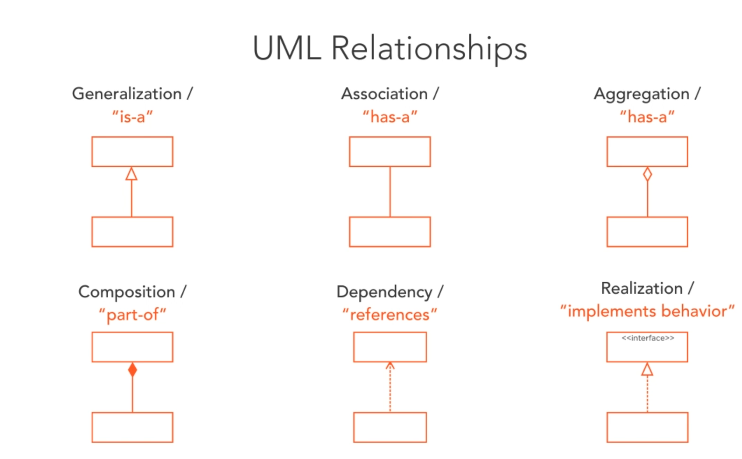 UML Relationships
Generalization /
"is-a"
Association /
"has-a"
Aggregation /
"has-a"
Composition /
"part-of"
Dependency /
"references"
Realization /
"implements behavior"
<<interface>>